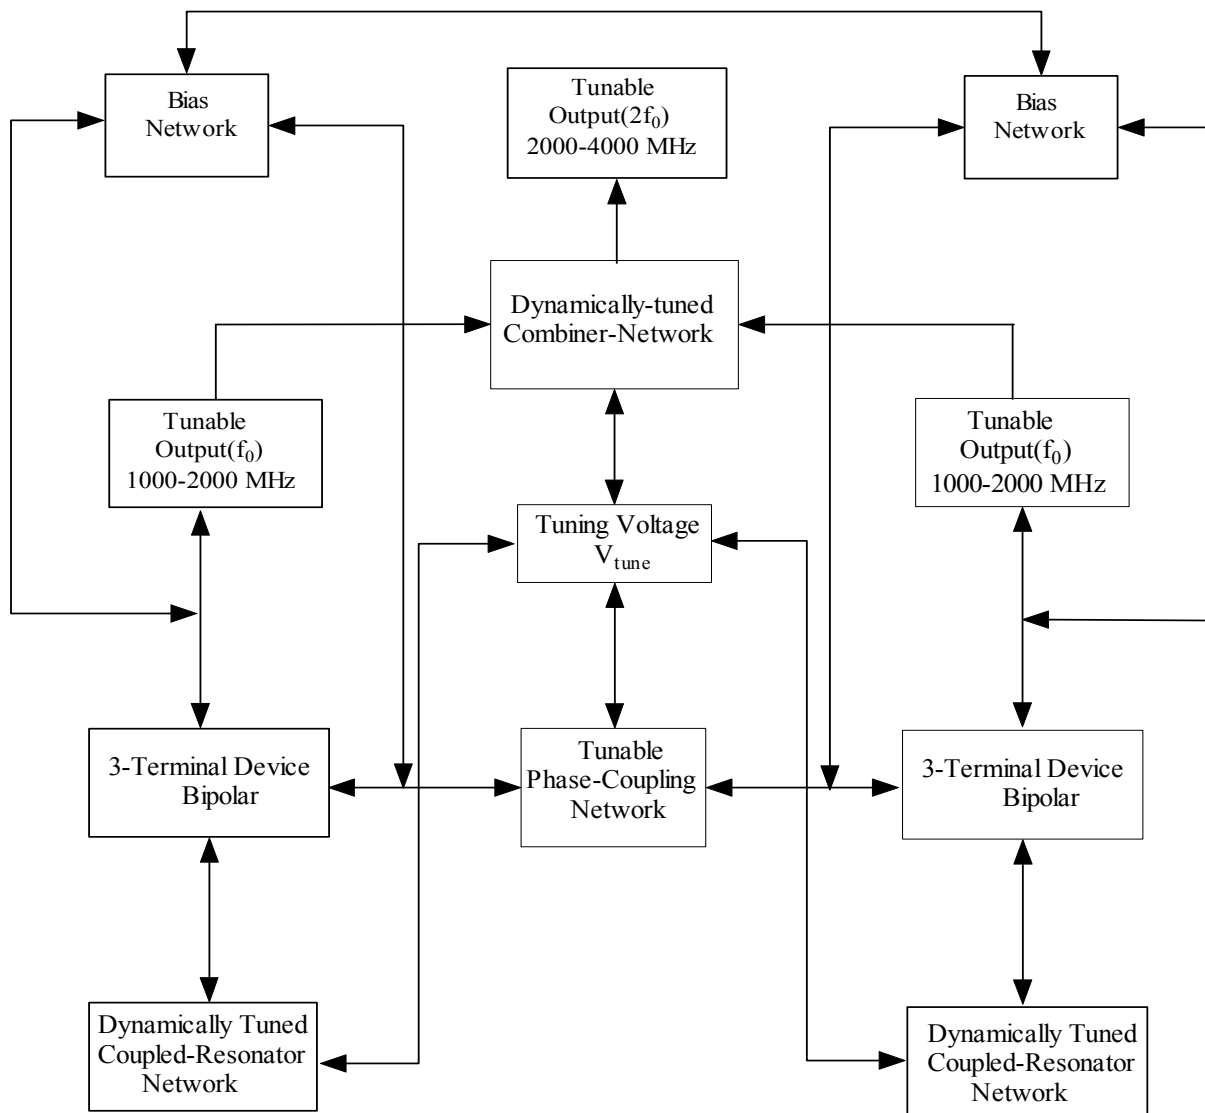 Bias
Network
Tunable
Output(2f₀)
2000-4000 MHz
Bias
Network
Dynamically-tuned
Combiner-Network
Tunable
Output(f₀)
1000-2000 MHz
Tunable
Output(f₀)
1000-2000 MHz
Tuning Voltage
Vₜᵤₙₑ
3-Terminal Device
Bipolar
Tunable
Phase-Coupling
Network
3-Terminal Device
Bipolar
Dynamically Tuned
Coupled-Resonator
Network
Dynamically Tuned
Coupled-Resonator
Network